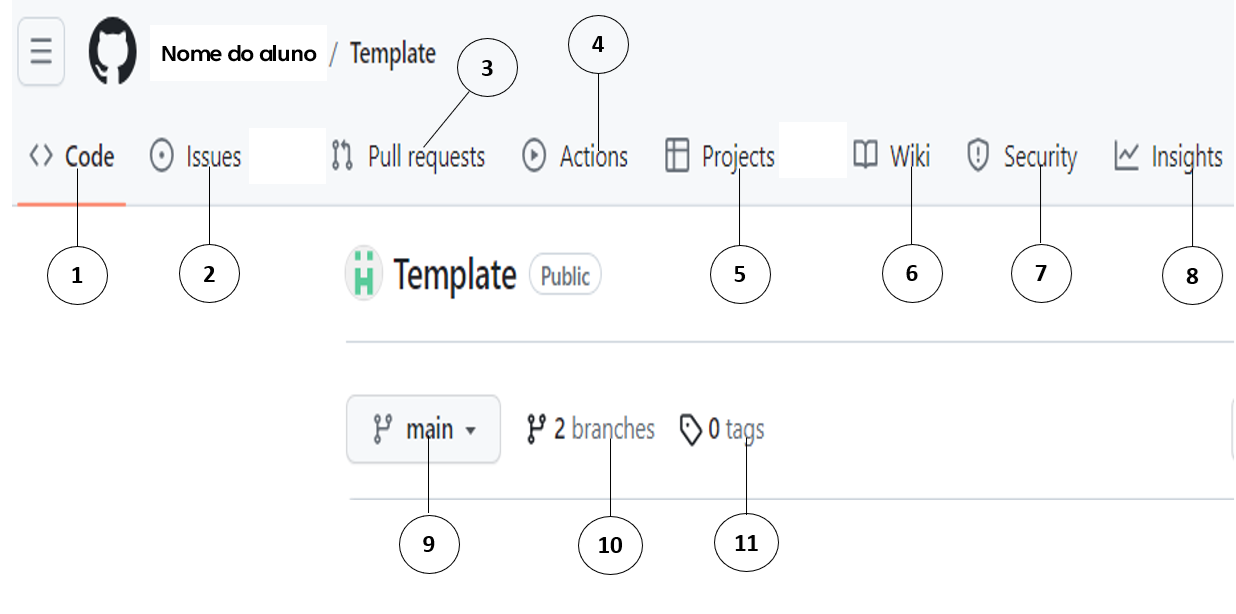 Nome do aluno / Template
3
4
Code Issues Pull requests Actions Projects Wiki Security Insights
1 2 5 6 7 8
Template Public
main 2 branches 0 tags
9 10 11